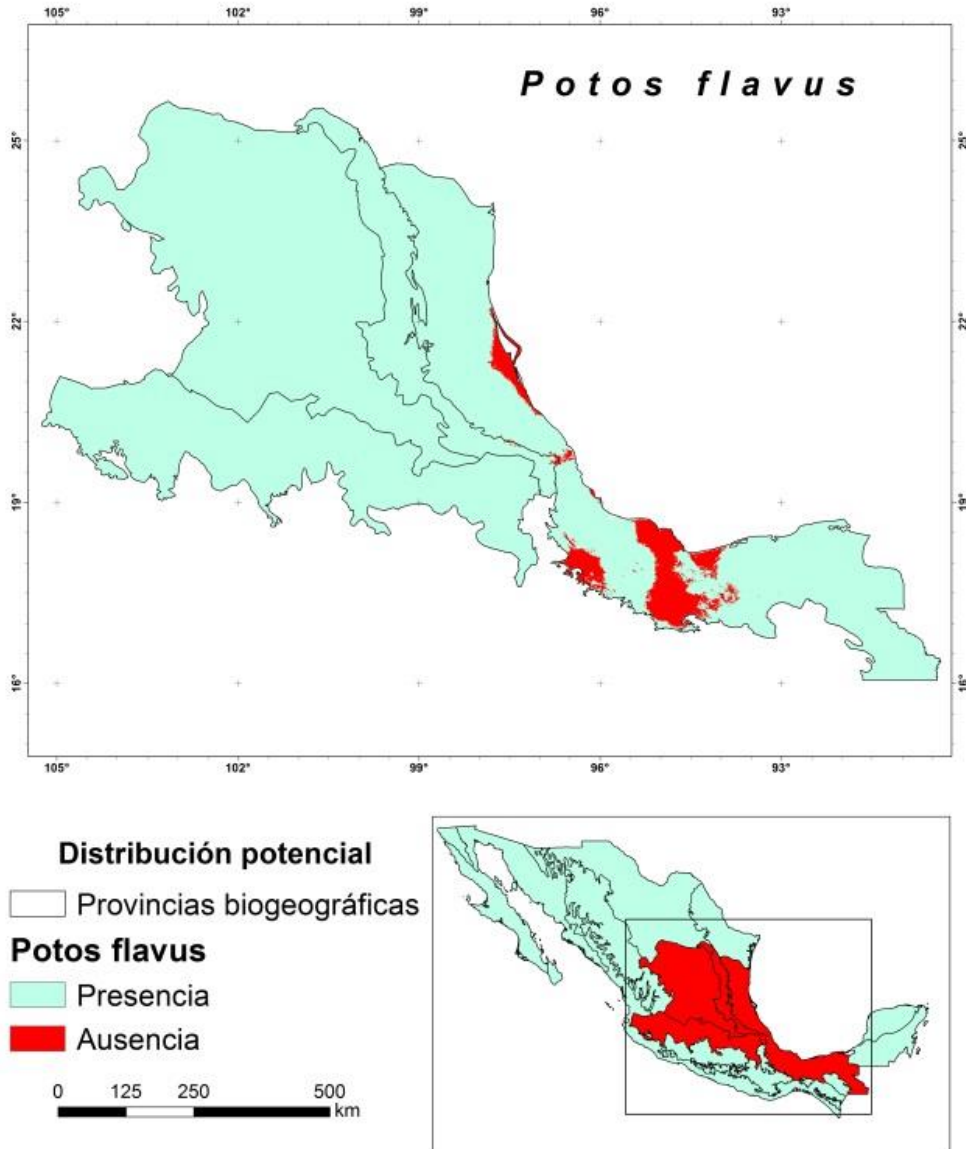 105° 102° 99° 96° 93°
Potos flavus
25° 25°
22° 22°
19° 19°
16° 16°
105° 102° 99° 96° 93°
Distribución potencial
Provincias biogeográficas
Potos flavus
Presencia
Ausencia
0 125 250 500
km